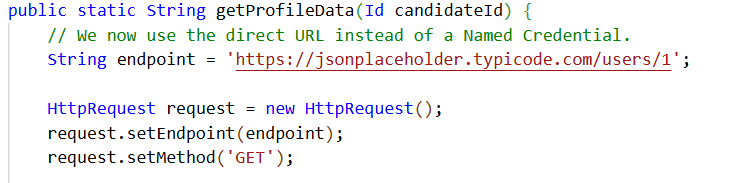 public static String getProfileData(Id candidateId) {
// We now use the direct URL instead of a Named Credential.
String endpoint = 'https://jsonplaceholder.typicode.com/users/1';
HttpRequest request = new HttpRequest();
request.setEndpoint(endpoint);
request.setMethod('GET');